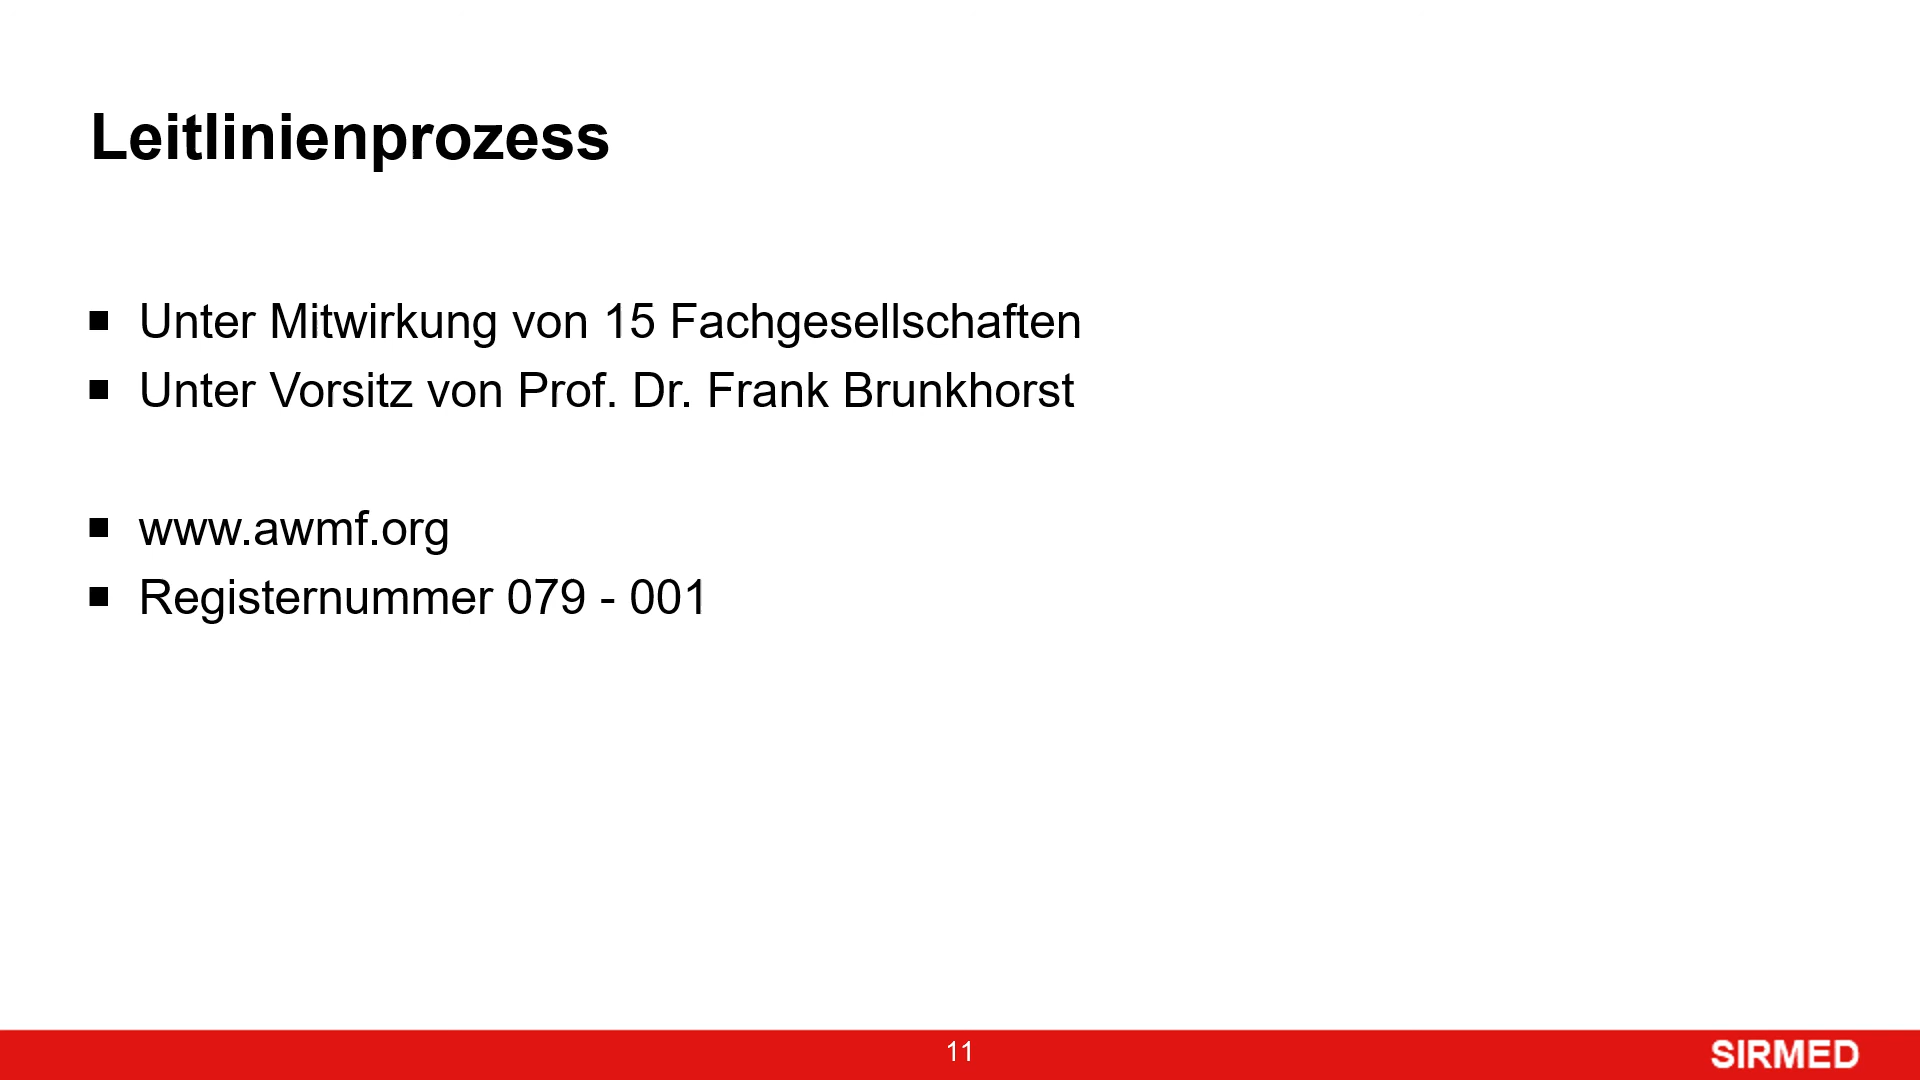 Leitlinienprozess
Unter Mitwirkung von 15 Fachgesellschaften
Unter Vorsitz von Prof. Dr. Frank Brunkhorst
www.awmf.org
Registernummer 079 - 001
11
SIRMED